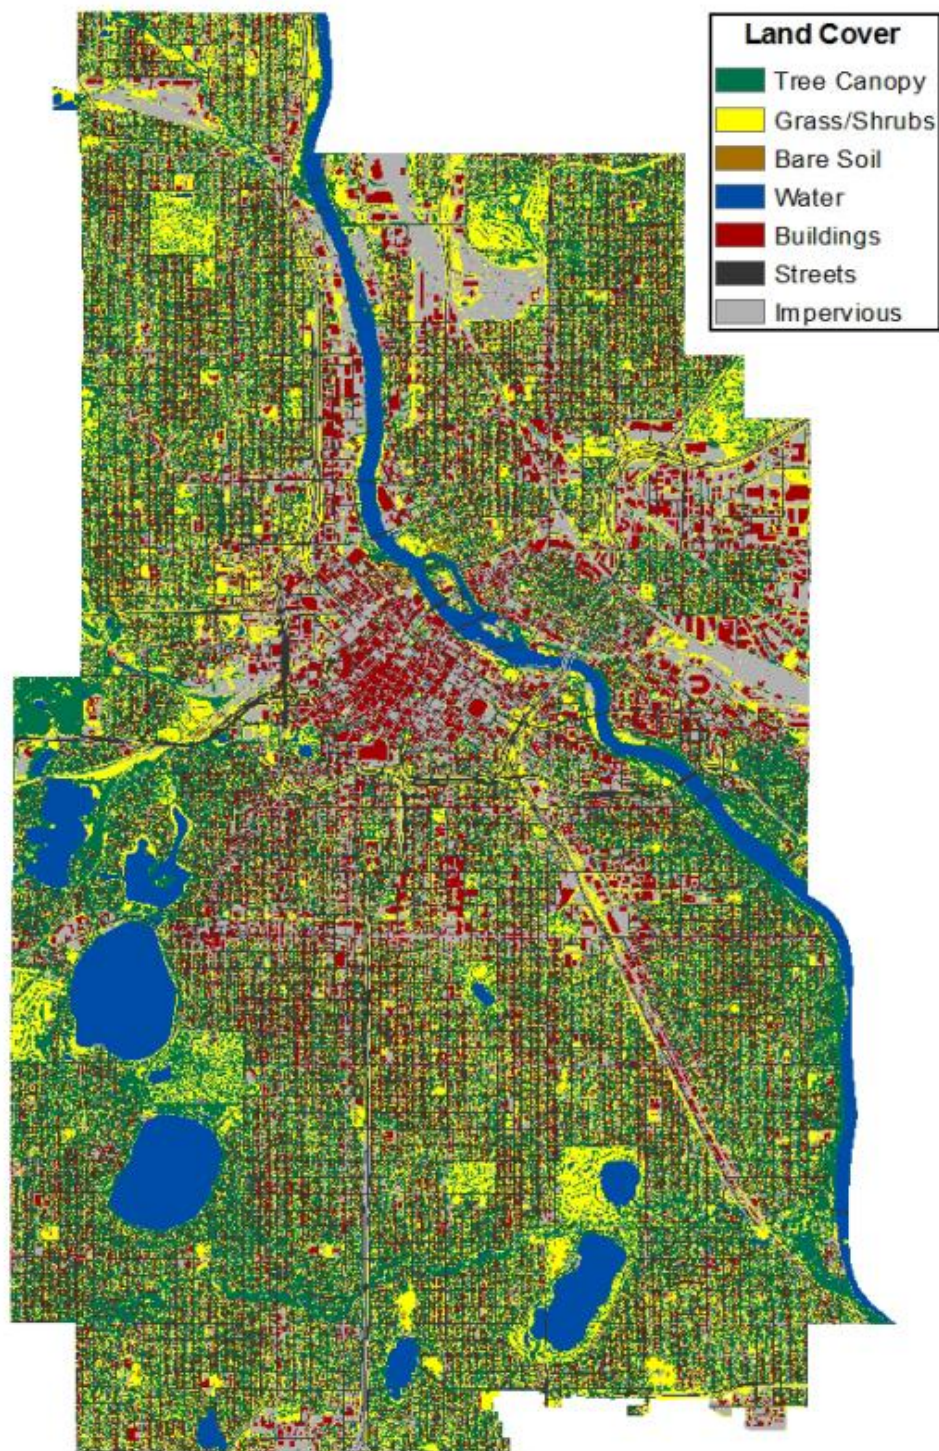 Land Cover
Tree Canopy
Grass/Shrubs
Bare Soil
Water
Buildings
Streets
Impervious